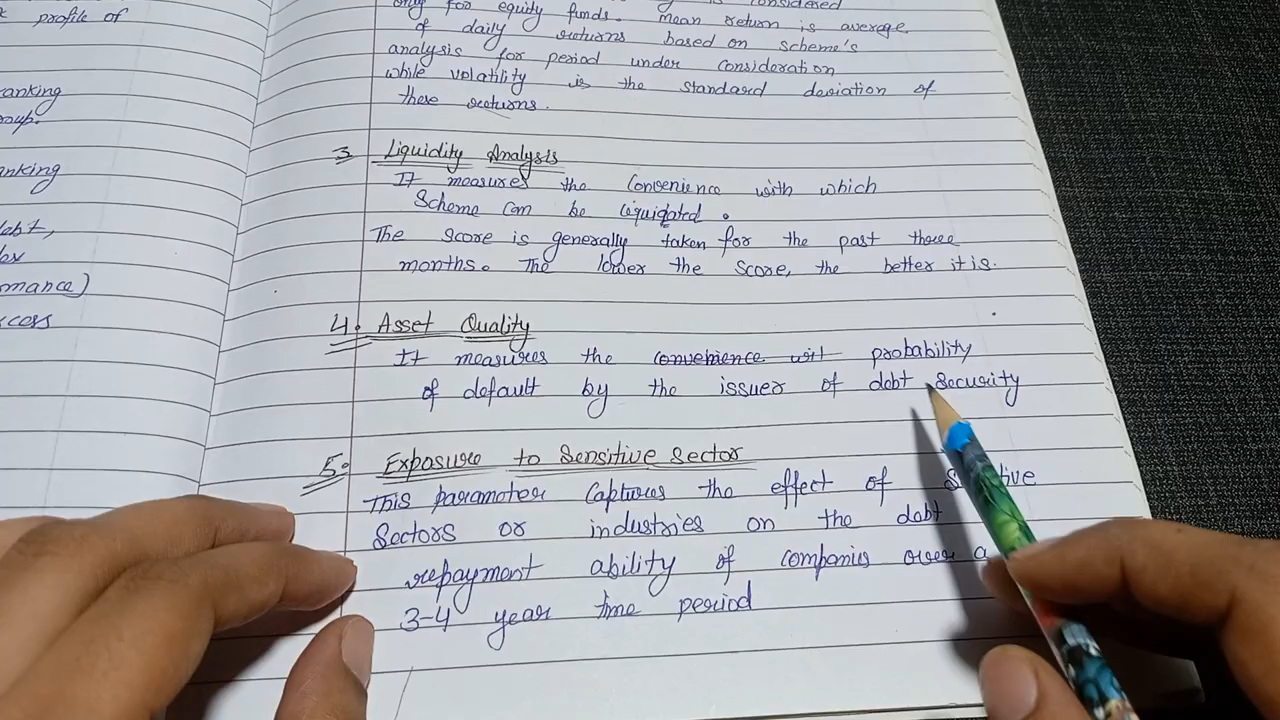 profile of
anking
oup.
anking
debt,
mance)
only for equity funds. Mean return is average
of daily returns based on scheme's
analysis for period under consideration
while volatility is the standard deviation of
these returns.
3 Liquidity Analysis
It measures the convenience with which
Scheme can be liquidated.
The score is generally taken for the past three
months. The lower the score, the better it is.
4. Asset Quality
It measures the convenience wit probability
of default by the issuer of debt security
5. Exposure to Sensitive Sector
This parameter captures the effect of
Sectors or industries on the debt
repayment ability of companies over a
3-4 year time period